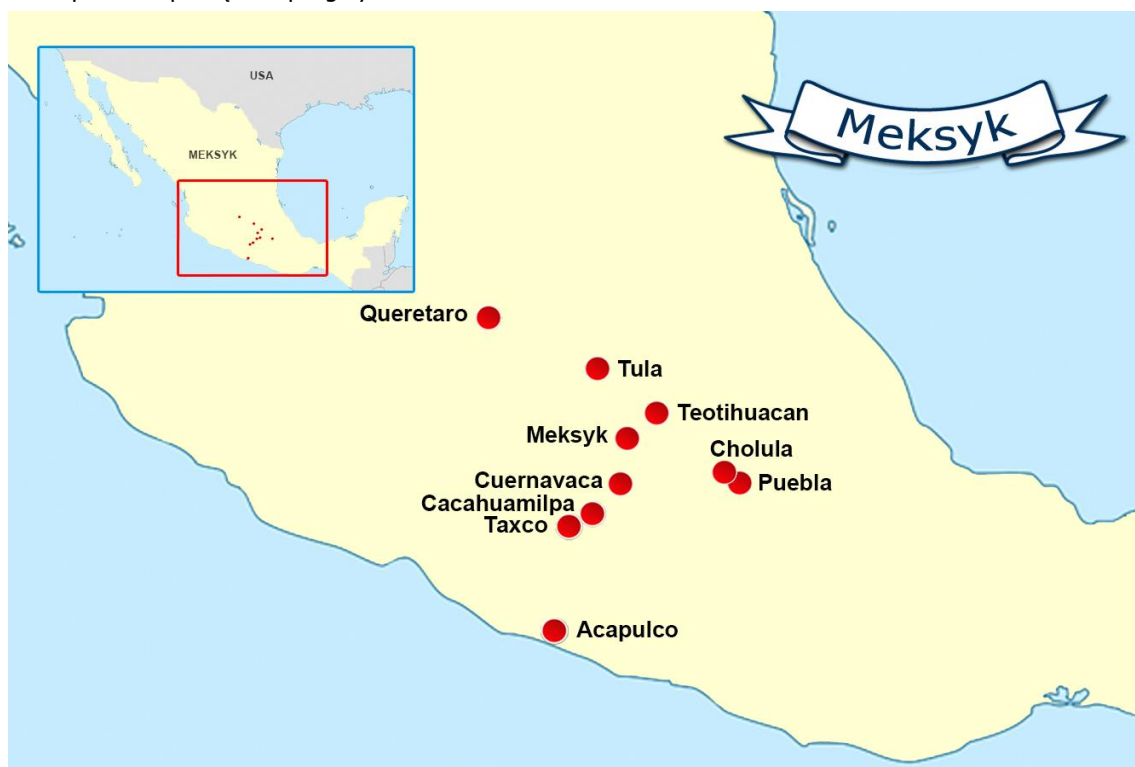 USA
MEKSYK
Meksyk
Queretaro
Tula
Teotihuacan
Meksyk
Cholula
Cuernavaca
Puebla
Cacahuamilpa
Taxco
Acapulco